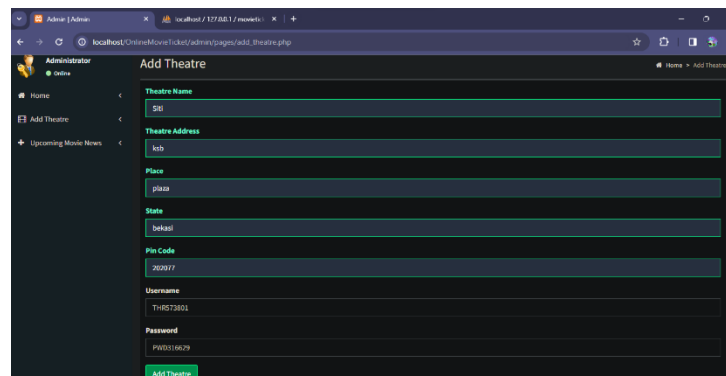 Admin | Admin
localhost / 127.0.0.1 / movietick
localhost/OnlineMovieTicket/admin/pages/add_theatre.php
Administrator
Online
Add Theatre
Home > Add Theatre
Home
Add Theatre
Upcoming Movie News
Theatre Name
Siti
Theatre Address
ksb
Place
plaza
State
bekasi
Pin Code
202077
Username
THR573801
Password
PWD316629
Add Theatre